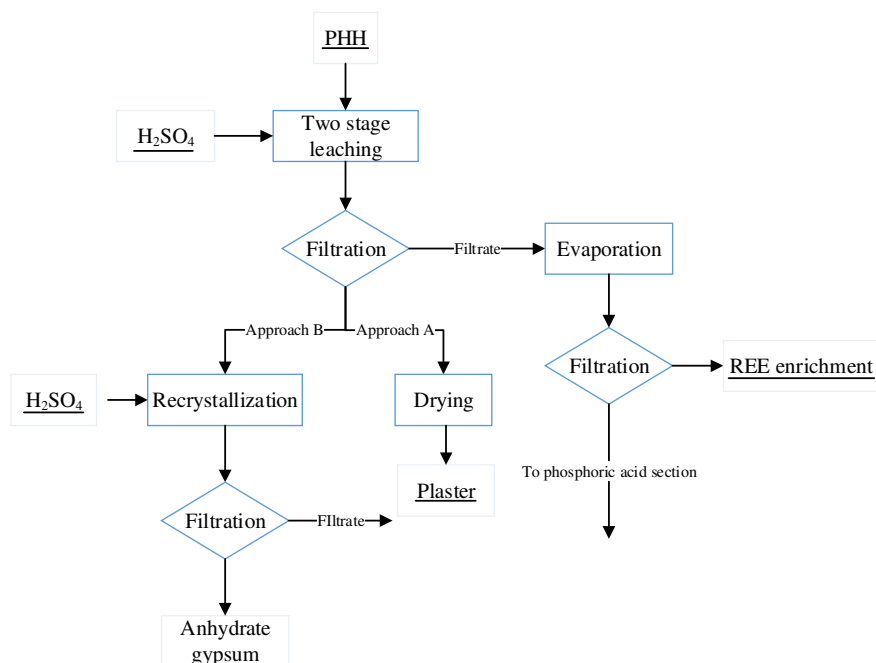 PHH
H₂SO₄
Two stage
leaching
Filtration
Filtrate
Evaporation
Approach B
Approach A
Filtration
REE enrichment
H₂SO₄
Recrystallization
Drying
To phosphoric acid section
Plaster
Filtration
FIltrate
Anhydrate
gypsum